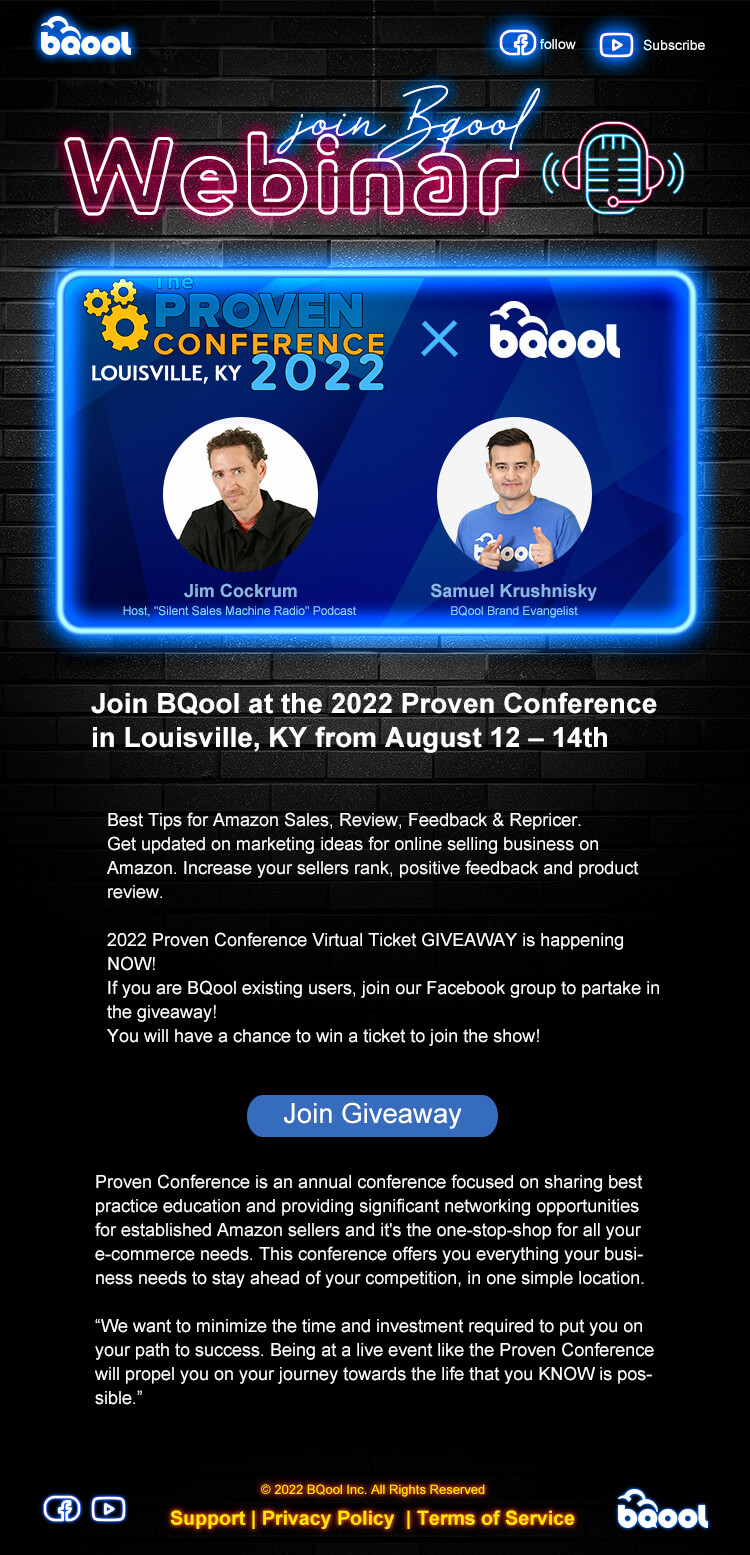 bqool
follow
Subscribe
join Bqool
Webinar
The
PROVEN
CONFERENCE
LOUISVILLE, KY 2022
bqool
bqool
Jim Cockrum
Samuel Krushnisky
Host, "Silent Sales Machine Radio" Podcast
BQool Brand Evangelist
Join BQool at the 2022 Proven Conference
in Louisville, KY from August 12 – 14th
Best Tips for Amazon Sales, Review, Feedback & Repricer.
Get updated on marketing ideas for online selling business on
Amazon. Increase your sellers rank, positive feedback and product
review.
2022 Proven Conference Virtual Ticket GIVEAWAY is happening
NOW!
If you are BQool existing users, join our Facebook group to partake in
the giveaway!
You will have a chance to win a ticket to join the show!
Join Giveaway
Proven Conference is an annual conference focused on sharing best
practice education and providing significant networking opportunities
for established Amazon sellers and it's the one-stop-shop for all your
e-commerce needs. This conference offers you everything your busi-
ness needs to stay ahead of your competition, in one simple location.
“We want to minimize the time and investment required to put you on
your path to success. Being at a live event like the Proven Conference
will propel you on your journey towards the life that you KNOW is pos-
sible.”
© 2022 BQool Inc. All Rights Reserved
Support | Privacy Policy | Terms of Service
bqool